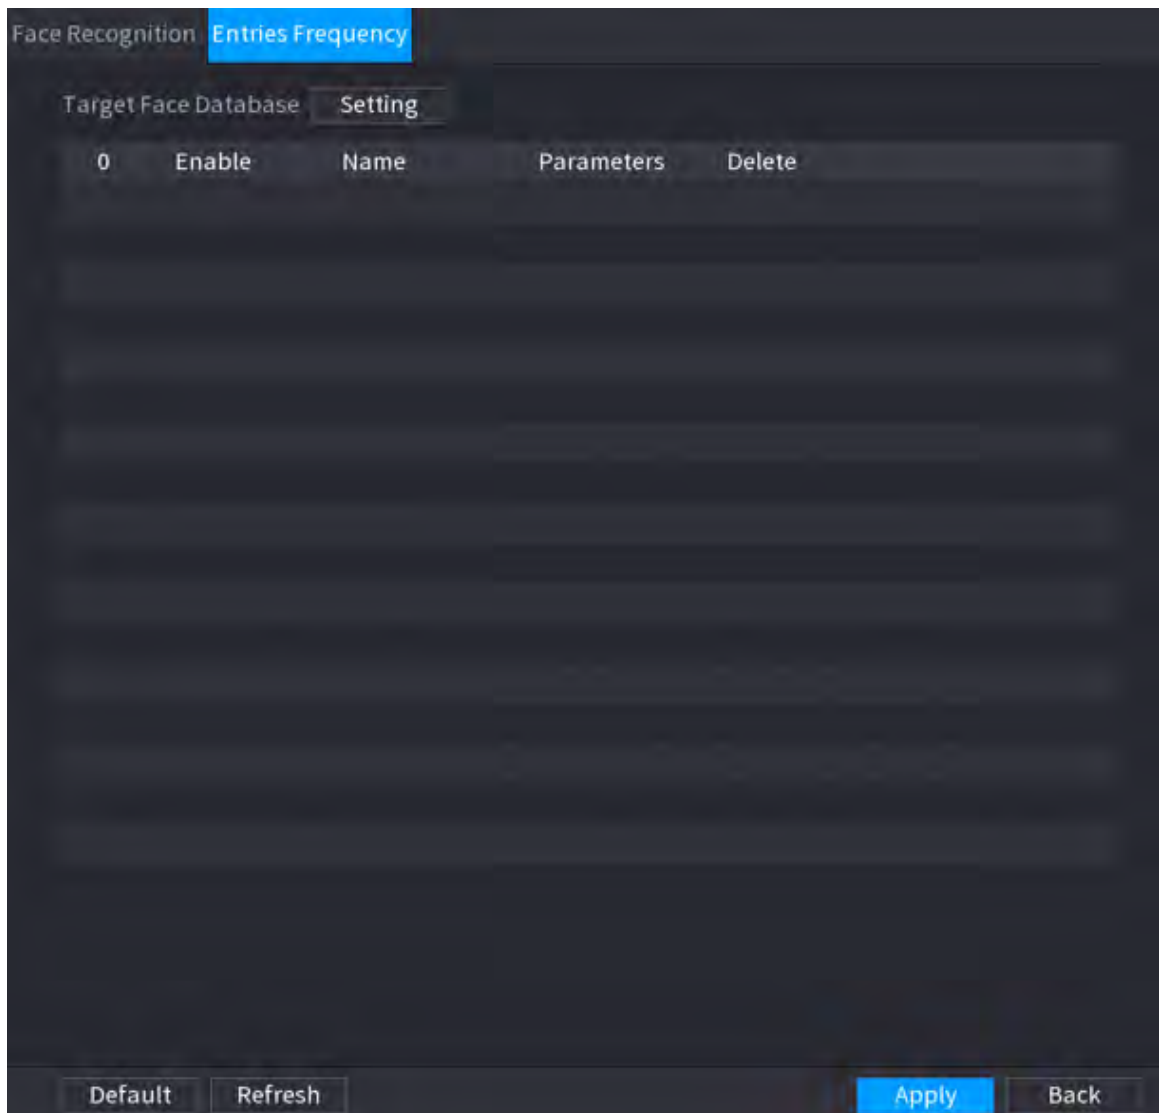 Face Recognition Entries Frequency
Target Face Database Setting
0 Enable Name Parameters Delete
Default Refresh Apply Back